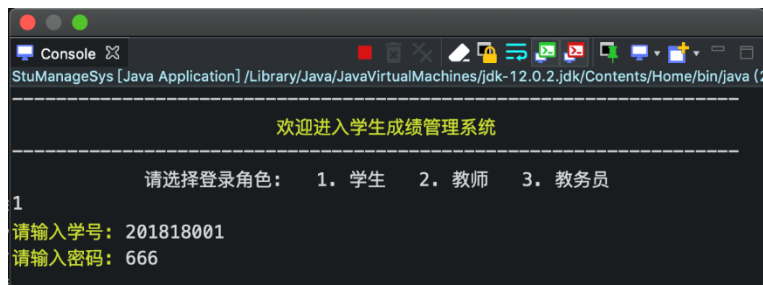 Console
StuManageSys [Java Application] /Library/Java/JavaVirtualMachines/jdk-12.0.2.jdk/Contents/Home/bin/java (
欢迎进入学生成绩管理系统
请选择登录角色: 1. 学生 2. 教师 3. 教务员
1
请输入学号: 201818001
请输入密码: 666